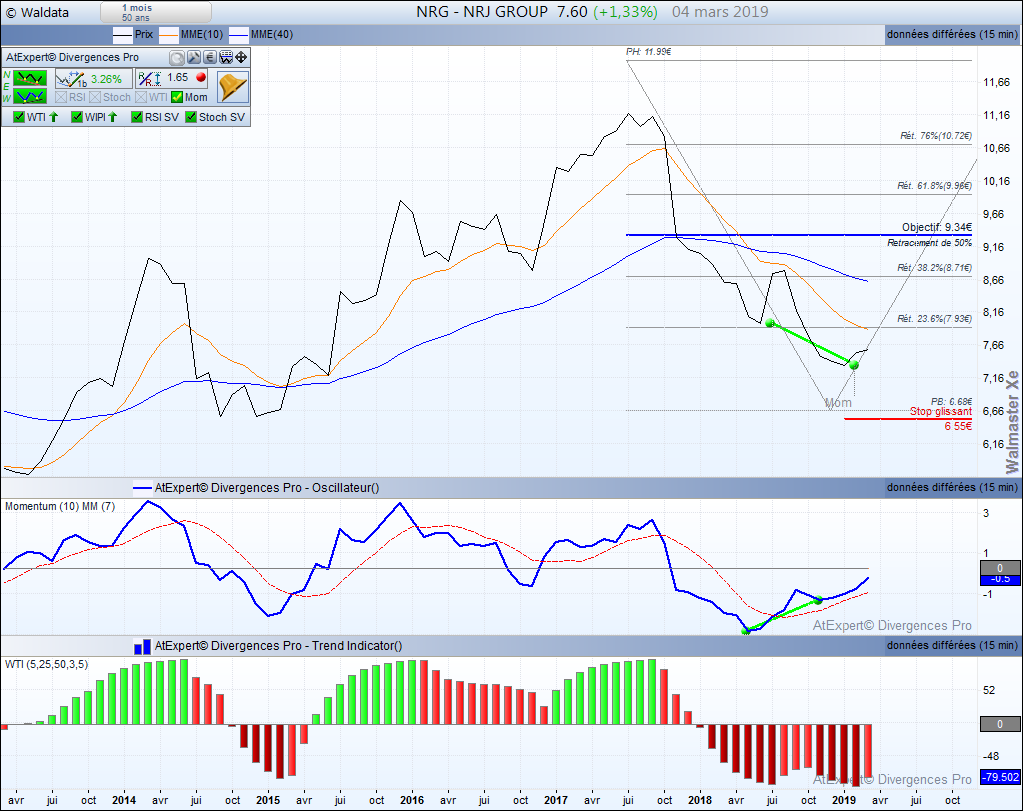 © Waldata
1 mois
50 ans
NRG - NRJ GROUP 7.60 (+1,33%) 04 mars 2019
Prix MME(10) MME(40)
données différées (15 min)
AtExpert© Divergences Pro
NEW
1b 3.26% R/R 1.65
RSI Stoch WTI Mom
WTI WIPI RSI SV Stoch SV
PH: 11.99€
Rét. 76%(10.72€)
Rét. 61.8%(9.96€)
Objectif: 9.34€
Retracement de 50%
Rét. 38.2%(8.71€)
Rét. 23.6%(7.93€)
Mom
PB: 6.68€
Stop glissant
6.55€
11,66
11,16
10,66
10,16
9,66
9,16
8,66
8,16
7,66
7,16
6,66
6,16
Walmaster Xe
AtExpert© Divergences Pro - Oscillateur()
données différées (15 min)
Momentum (10) MM (7)
3
1
0
-0.5
-1
AtExpert© Divergences Pro
AtExpert© Divergences Pro - Trend Indicator()
données différées (15 min)
WTI (5,25,50,3,5)
52
0
-48
-79.502
AtExpert© Divergences Pro
avr jui oct 2014 avr jui oct 2015 avr jui oct 2016 avr jui oct 2017 avr jui oct 2018 avr jui oct 2019 avr jui oct